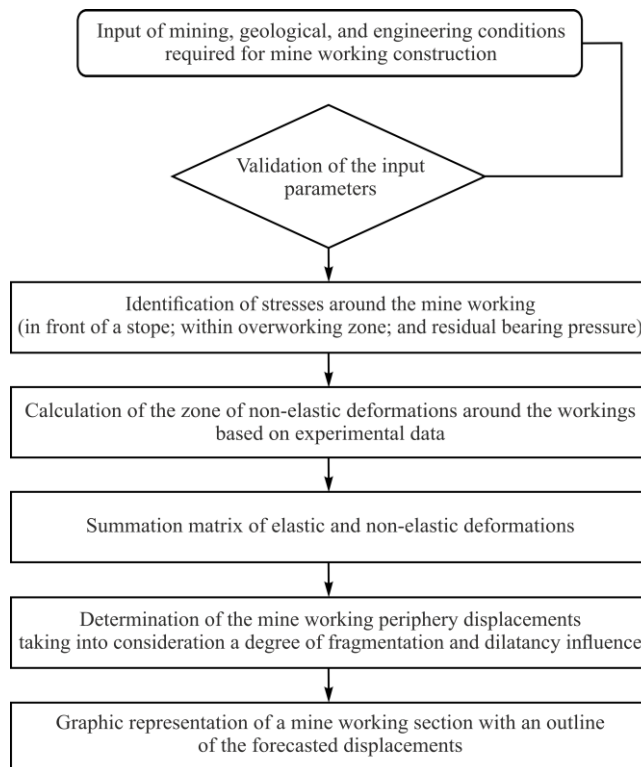 Input of mining, geological, and engineering conditions
required for mine working construction
Validation of the input
parameters
Identification of stresses around the mine working
(in front of a stope; within overworking zone; and residual bearing pressure)
Calculation of the zone of non-elastic deformations around the workings
based on experimental data
Summation matrix of elastic and non-elastic deformations
Determination of the mine working periphery displacements
taking into consideration a degree of fragmentation and dilatancy influence
Graphic representation of a mine working section with an outline
of the forecasted displacements